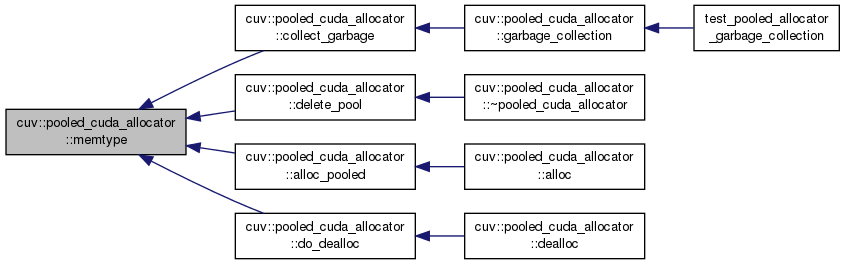 cuv::pooled_cuda_allocator
::memtype
cuv::pooled_cuda_allocator
::collect_garbage
cuv::pooled_cuda_allocator
::garbage_collection
test_pooled_allocator
_garbage_collection
cuv::pooled_cuda_allocator
::delete_pool
cuv::pooled_cuda_allocator
::~pooled_cuda_allocator
cuv::pooled_cuda_allocator
::alloc_pooled
cuv::pooled_cuda_allocator
::alloc
cuv::pooled_cuda_allocator
::do_dealloc
cuv::pooled_cuda_allocator
::dealloc